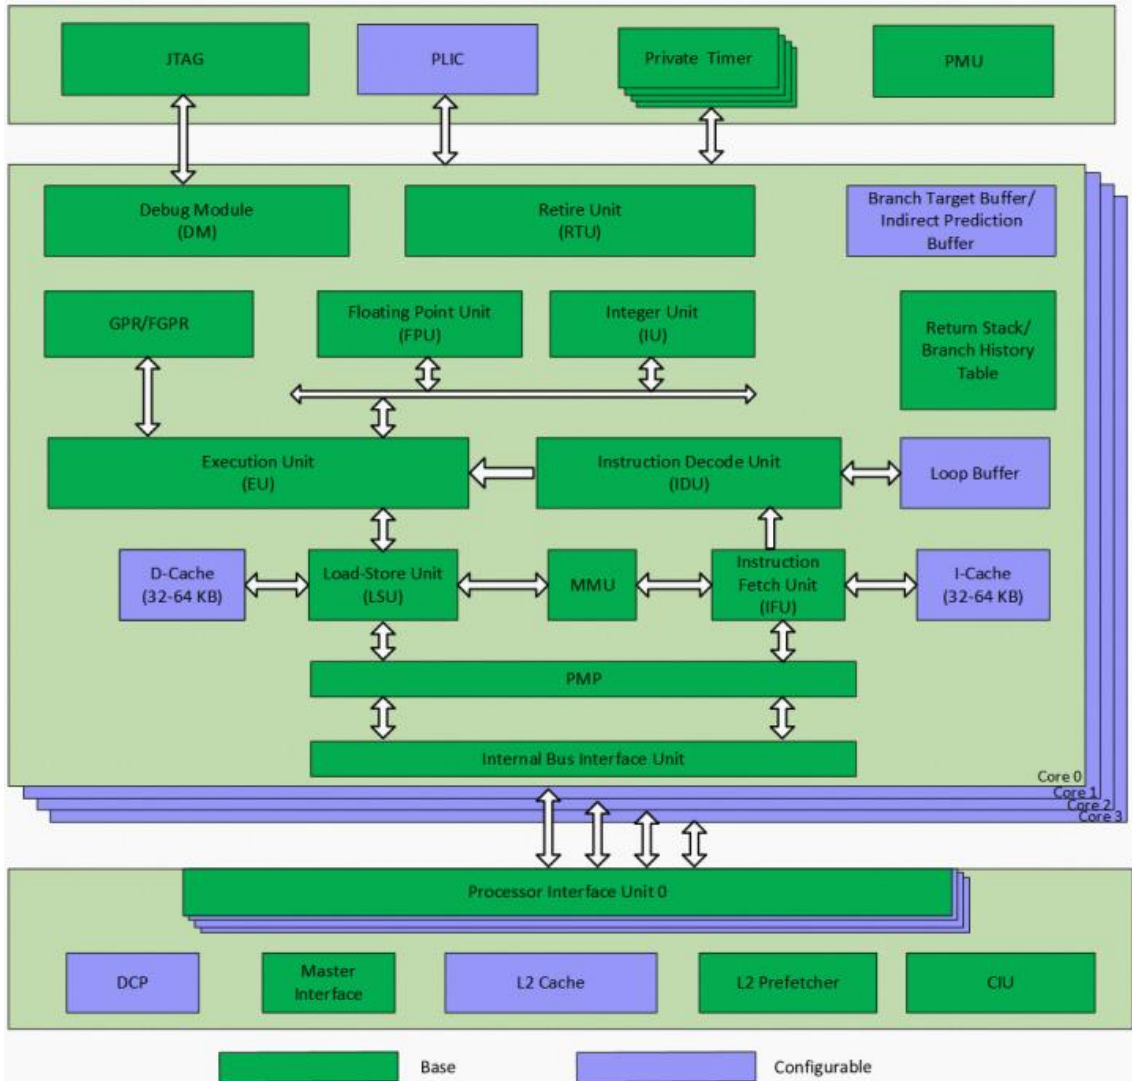 JTAG
PLIC
Private Timer
PMU
Debug Module
(DM)
Retire Unit
(RTU)
Branch Target Buffer/
Indirect Prediction
Buffer
GPR/FGPR
Floating Point Unit
(FPU)
Integer Unit
(IU)
Return Stack/
Branch History
Table
Execution Unit
(EU)
Instruction Decode Unit
(IDU)
Loop Buffer
D-Cache
(32-64 KB)
Load-Store Unit
(LSU)
MMU
Instruction
Fetch Unit
(IFU)
I-Cache
(32-64 KB)
PMP
Internal Bus Interface Unit
Core 0
Core 1
Core 2
Core 3
Processor Interface Unit 0
DCP
Master
Interface
L2 Cache
L2 Prefetcher
CIU
Base
Configurable